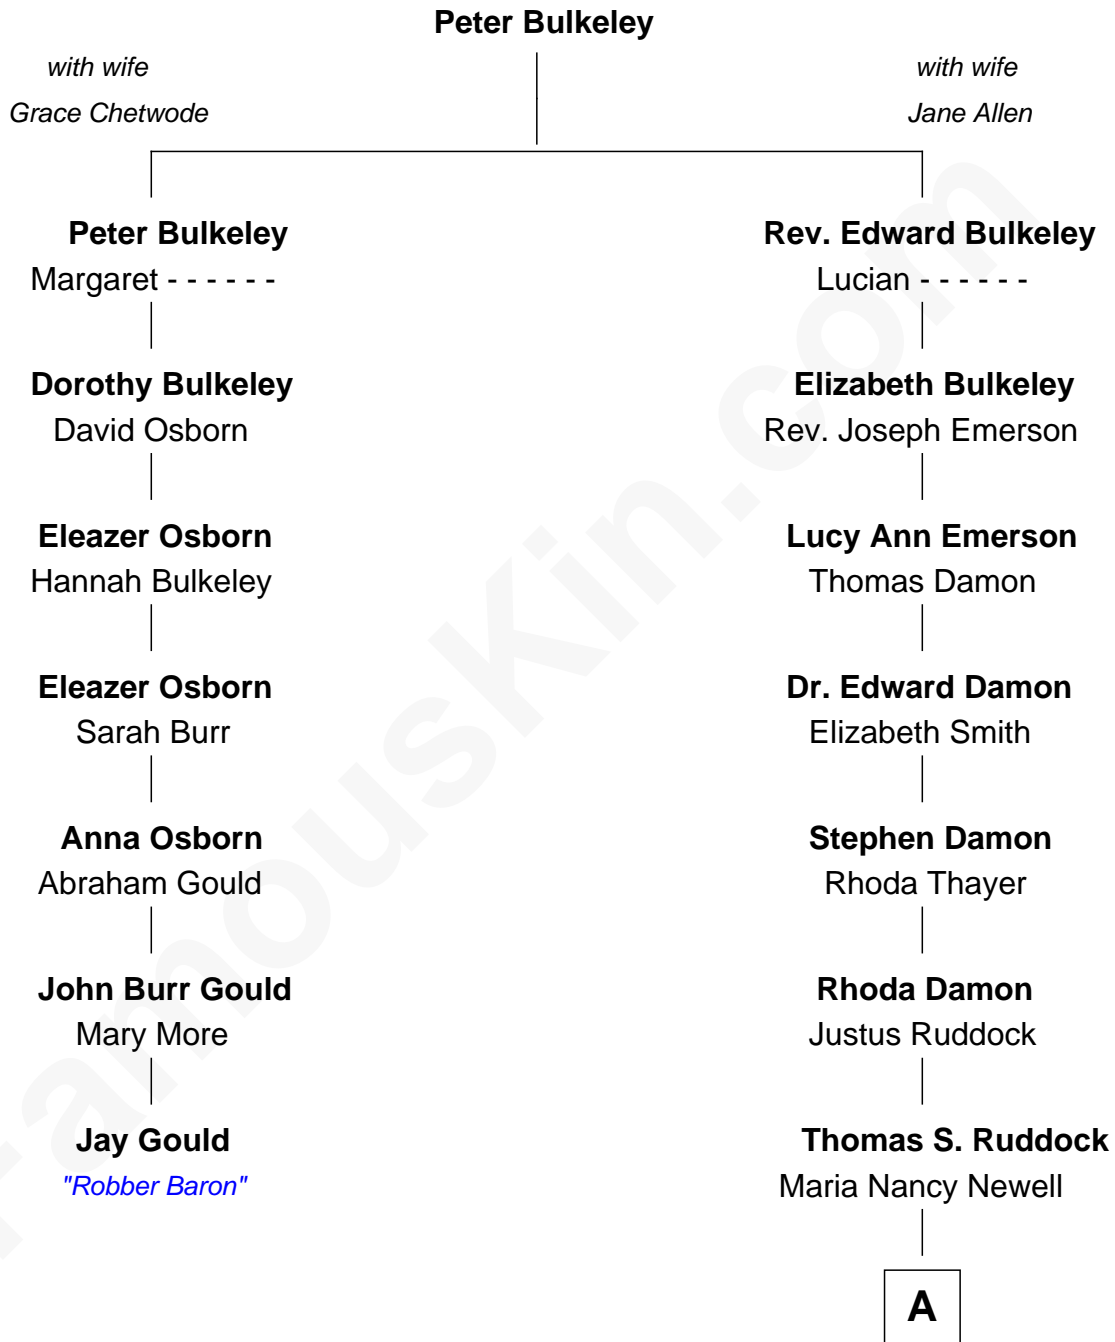 Peter Bulkeley
with wife
Grace Chetwode
with wife
Jane Allen
Peter Bulkeley
Margaret - - - - - -
Rev. Edward Bulkeley
Lucian - - - - - -
Dorothy Bulkeley
David Osborn
Elizabeth Bulkeley
Rev. Joseph Emerson
Eleazer Osborn
Hannah Bulkeley
Lucy Ann Emerson
Thomas Damon
Eleazer Osborn
Sarah Burr
Dr. Edward Damon
Elizabeth Smith
Anna Osborn
Abraham Gould
Stephen Damon
Rhoda Thayer
John Burr Gould
Mary More
Rhoda Damon
Justus Ruddock
Jay Gould
"Robber Baron"
Thomas S. Ruddock
Maria Nancy Newell
A
FamousKin.com